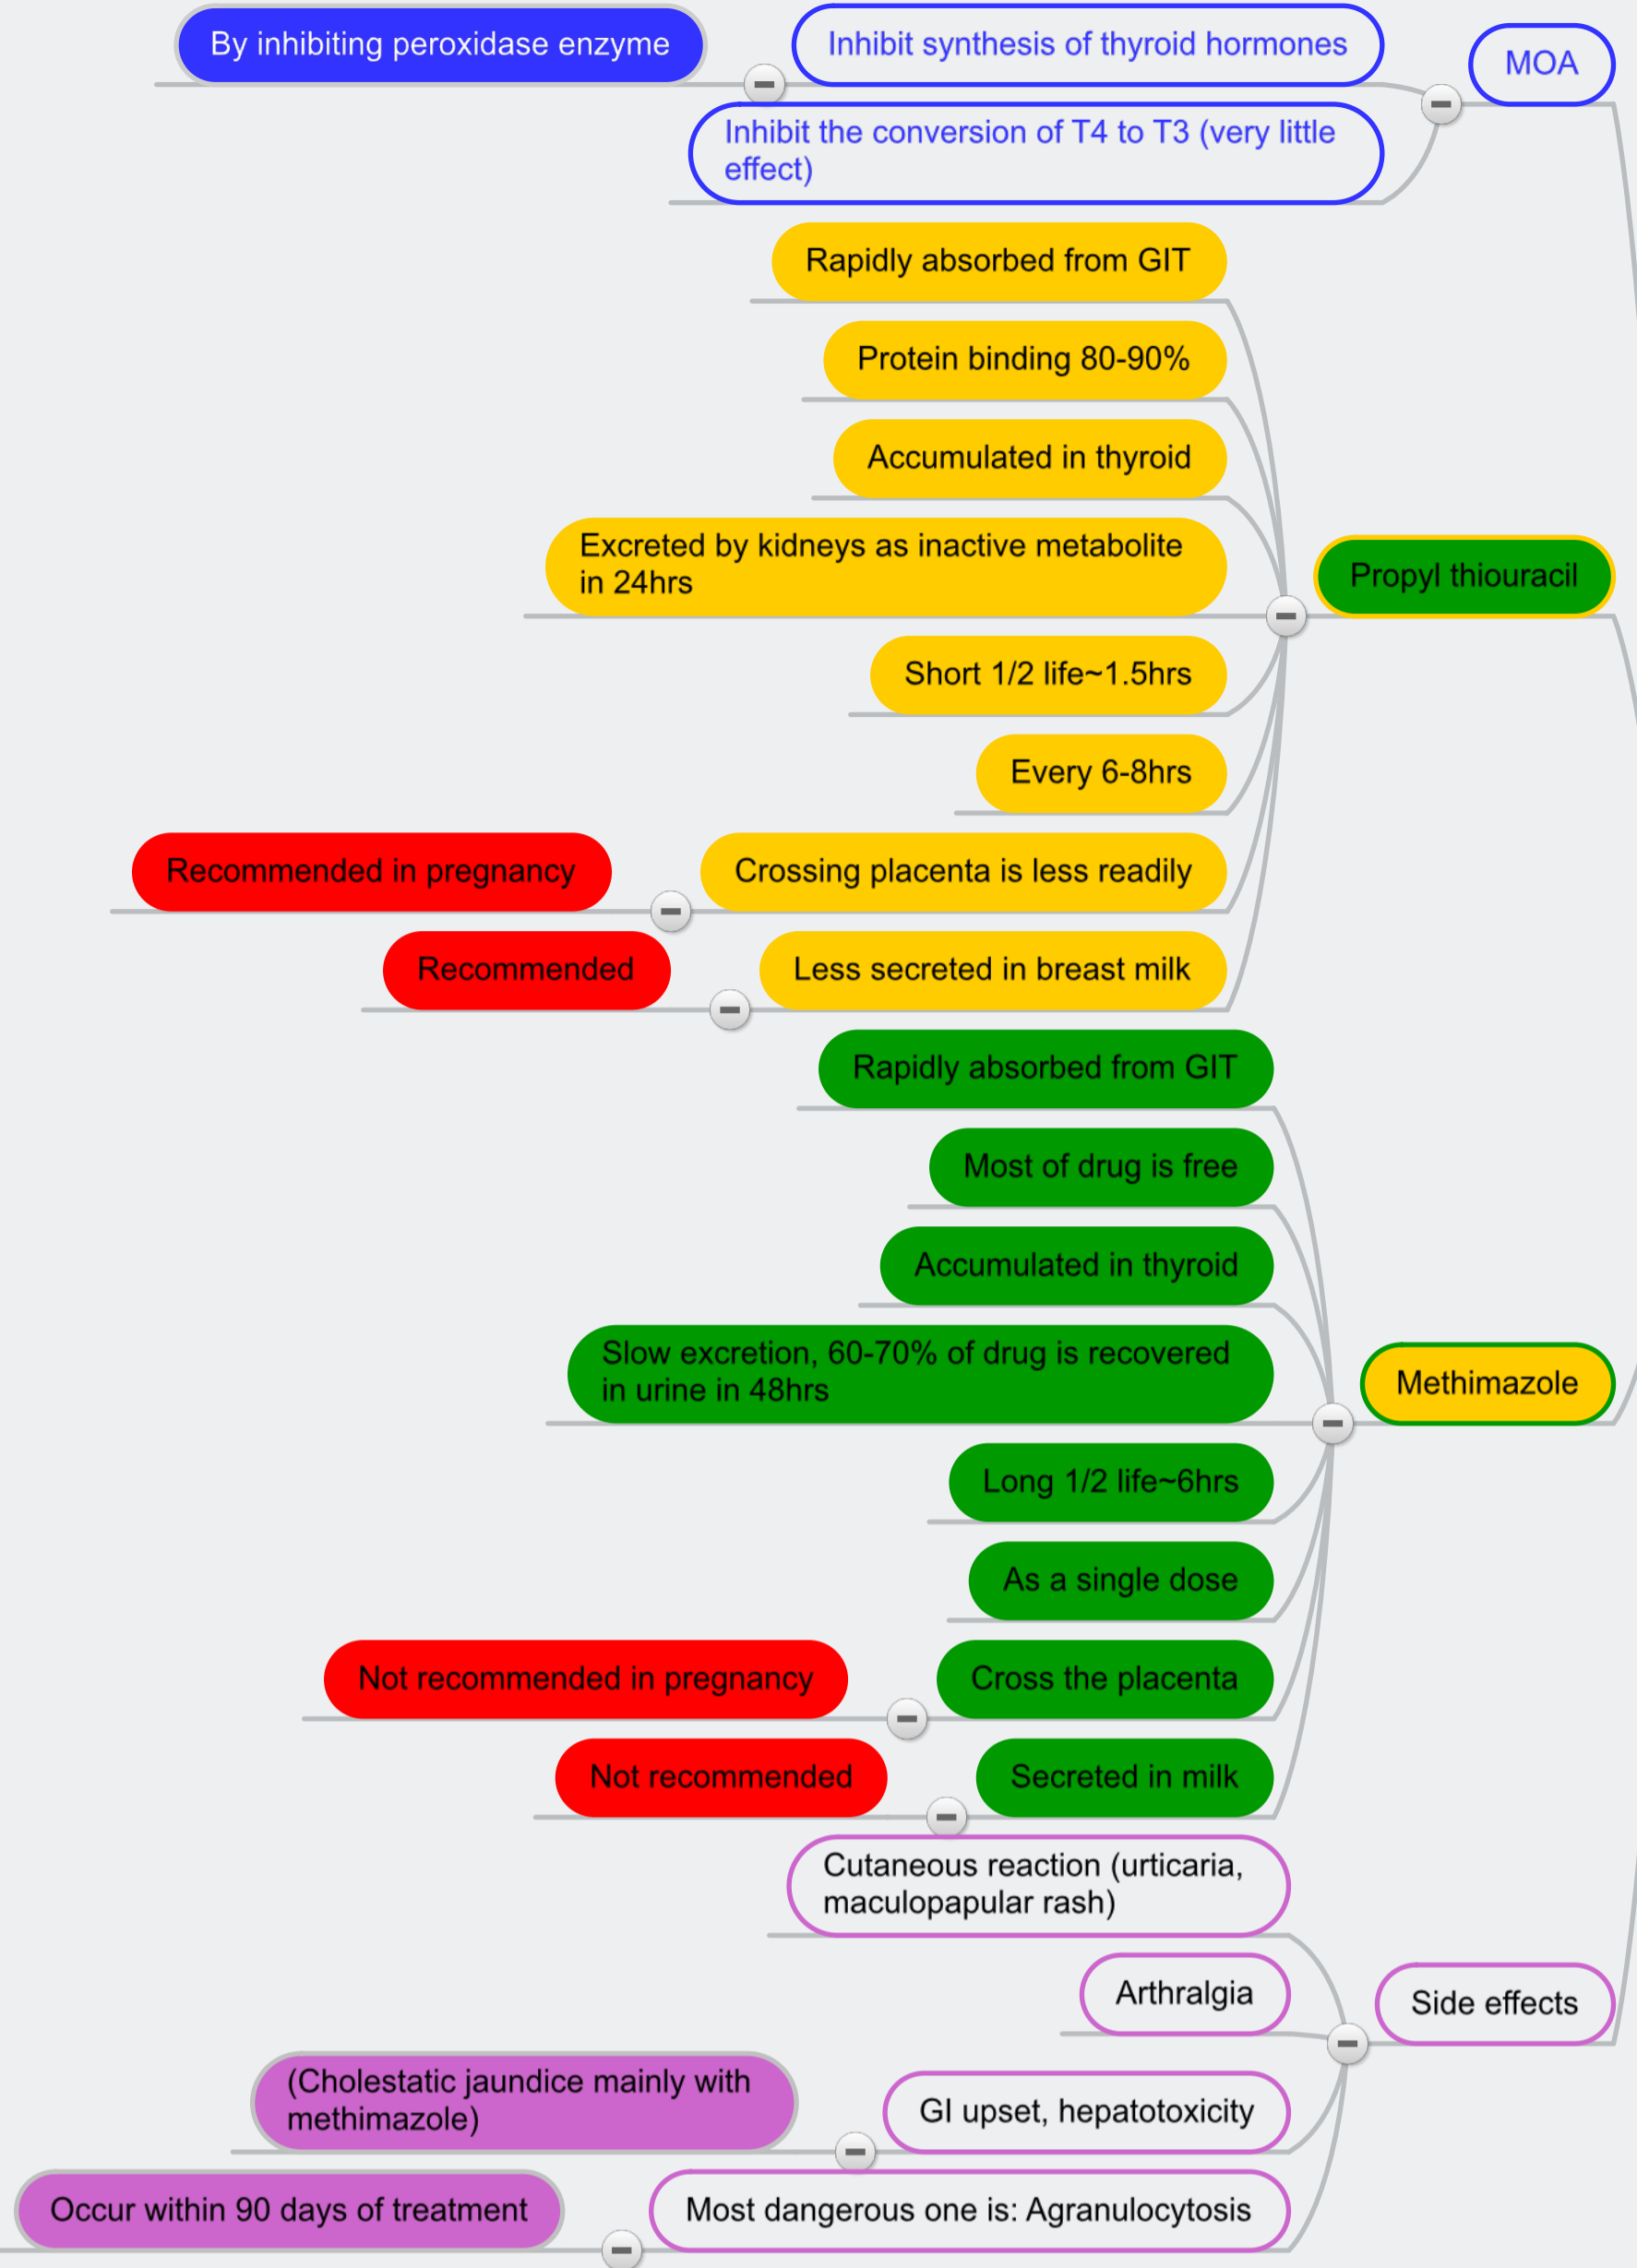 By inhibiting peroxidase enzyme
Inhibit synthesis of thyroid hormones
MOA
Inhibit the conversion of T4 to T3 (very little
effect)
Rapidly absorbed from GIT
Protein binding 80-90%
Accumulated in thyroid
Excreted by kidneys as inactive metabolite
in 24hrs
Propyl thiouracil
Short 1/2 life~1.5hrs
Every 6-8hrs
Recommended in pregnancy
Crossing placenta is less readily
Recommended
Less secreted in breast milk
Rapidly absorbed from GIT
Most of drug is free
Accumulated in thyroid
Slow excretion, 60-70% of drug is recovered
in urine in 48hrs
Methimazole
Long 1/2 life~6hrs
As a single dose
Not recommended in pregnancy
Cross the placenta
Not recommended
Secreted in milk
Cutaneous reaction (urticaria,
maculopapular rash)
Arthralgia
Side effects
(Cholestatic jaundice mainly with
methimazole)
GI upset, hepatotoxicity
Occur within 90 days of treatment
Most dangerous one is: Agranulocytosis